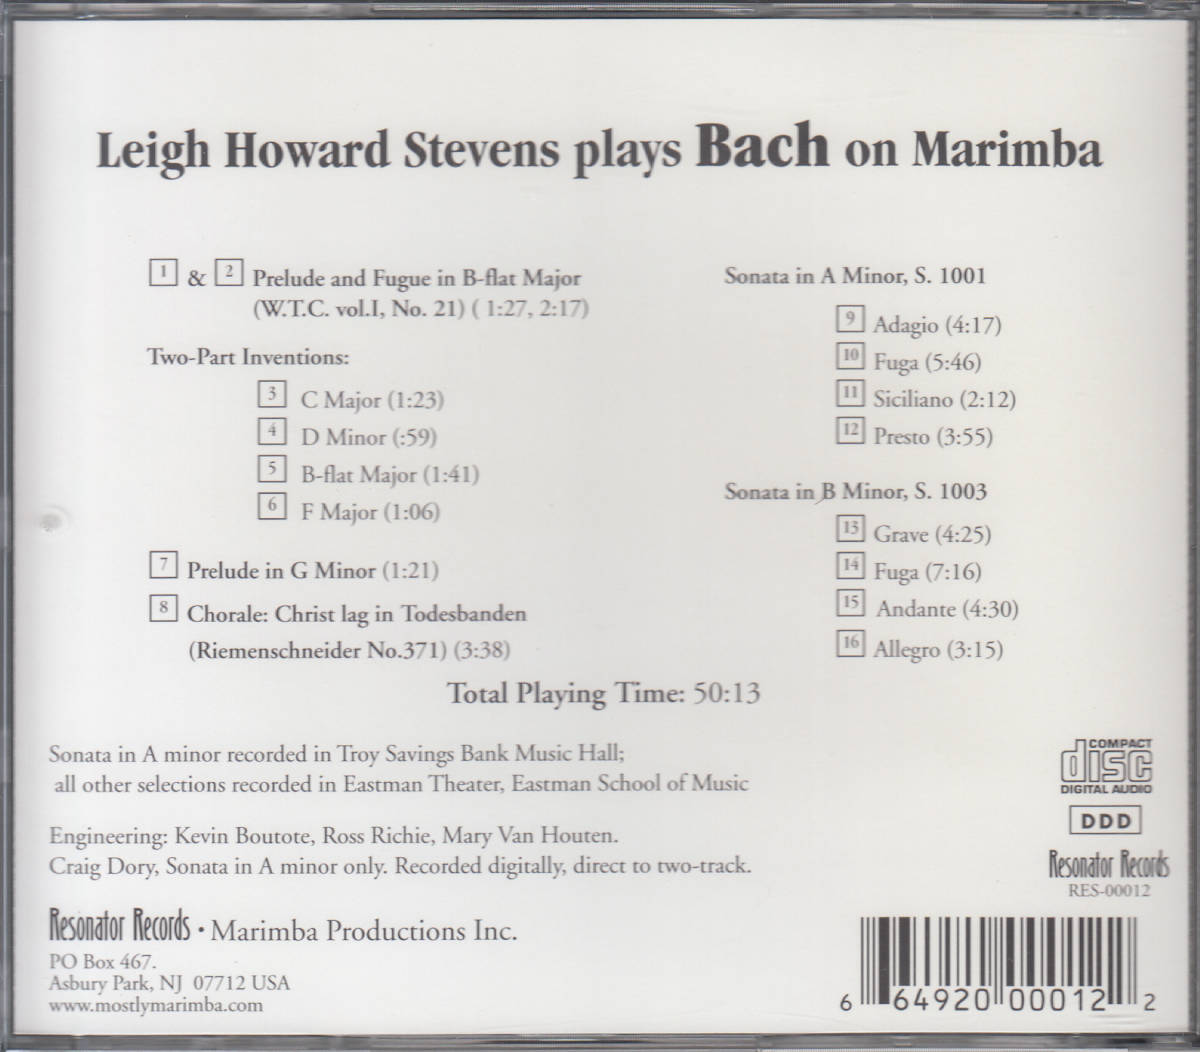 Leigh Howard Stevens plays Bach on Marimba
1 & 2 Prelude and Fugue in B-flat Major
(W.T.C. vol.I, No. 21) ( 1:27, 2:17)
Two-Part Inventions:
3 C Major (1:23)
4 D Minor (:59)
5 B-flat Major (1:41)
6 F Major (1:06)
7 Prelude in G Minor (1:21)
8 Chorale: Christ lag in Todesbanden
(Riemenschneider No.371) (3:38)
Sonata in A Minor, S. 1001
9 Adagio (4:17)
10 Fuga (5:46)
11 Siciliano (2:12)
12 Presto (3:55)
Sonata in B Minor, S. 1003
13 Grave (4:25)
14 Fuga (7:16)
15 Andante (4:30)
16 Allegro (3:15)
Total Playing Time: 50:13
Sonata in A minor recorded in Troy Savings Bank Music Hall;
all other selections recorded in Eastman Theater, Eastman School of Music
Engineering: Kevin Boutote, Ross Richie, Mary Van Houten.
Craig Dory, Sonata in A minor only. Recorded digitally, direct to two-track.
Resonator Records • Marimba Productions Inc.
PO Box 467.
Asbury Park, NJ 07712 USA
www.mostlymarimba.com
COMPACT
disc
DIGITAL AUDIO
DDD
Resonator Records
RES-00012
6 64920 00012 2